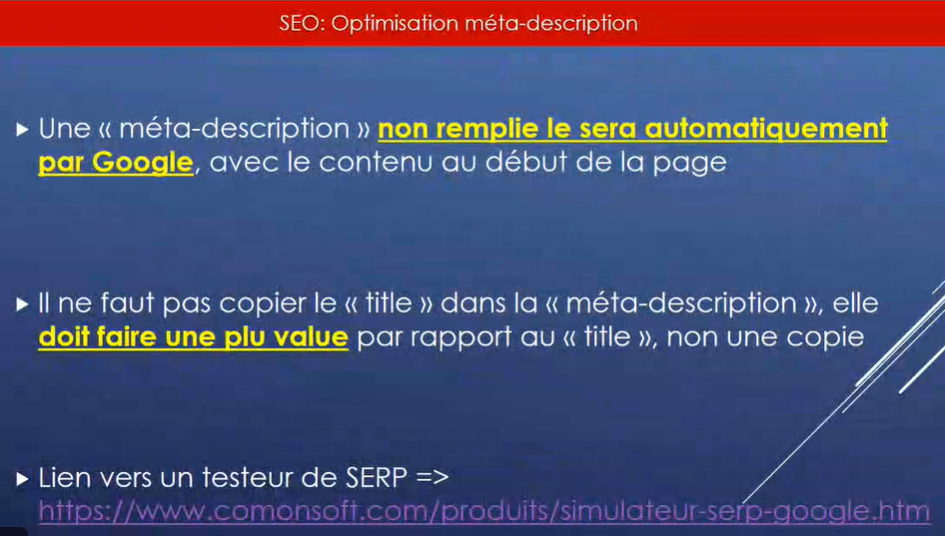 SEO: Optimisation méta-description
Une « méta-description » non remplie le sera automatiquement
par Google, avec le contenu au début de la page
Il ne faut pas copier le « title » dans la « méta-description », elle
doit faire une plu value par rapport au « title », non une copie
Lien vers un testeur de SERP =>
https://www.comonsoft.com/produits/simulateur-serp-google.htm